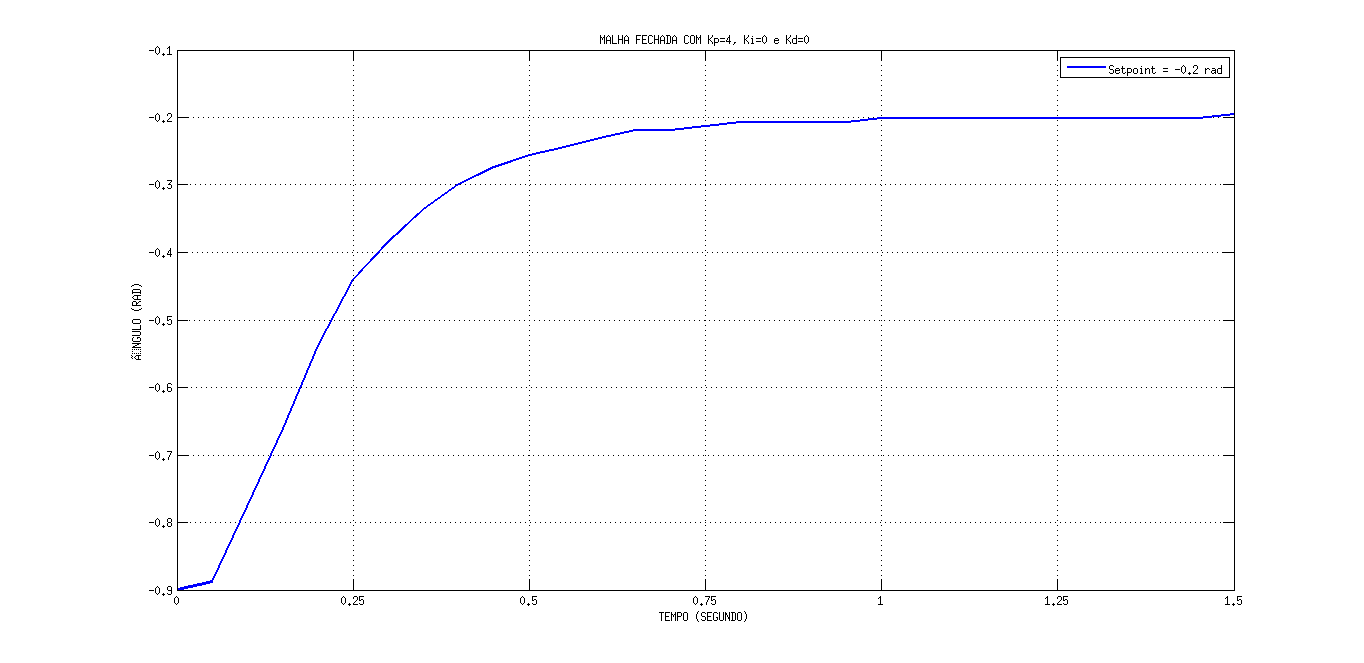 MALHA FECHADA COM Kp=4, Ki=0 e Kd=0
Setpoint = -0.2 rad
-0.1
-0.2
-0.3
-0.4
-0.5
-0.6
-0.7
-0.8
-0.9
(RAD)
0 0.25 0.5 0.75 1 1.25 1.5
TEMPO (SEGUNDO)